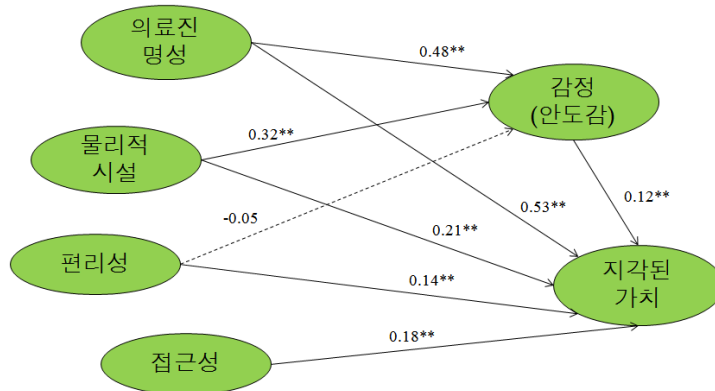 의료진
명성
0.48**
감정
(안도감)
물리적
시설
0.32**
0.12**
0.53**
-0.05
0.21**
편리성
지각된
가치
0.14**
0.18**
접근성